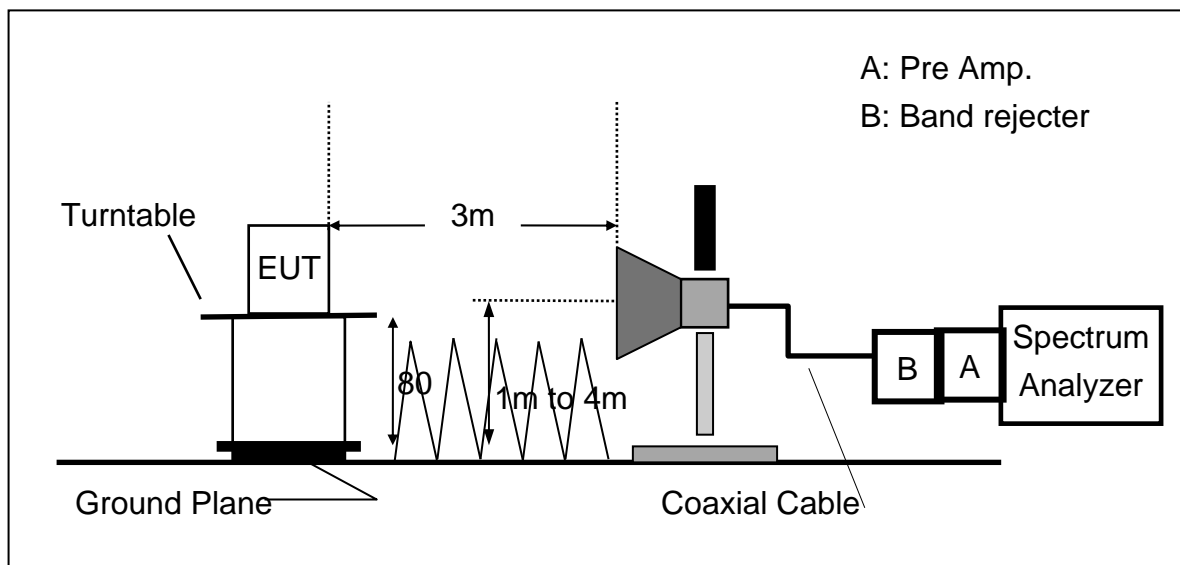 A: Pre Amp.
B: Band rejecter
Turntable
3m
EUT
80
1m to 4m
B
A
Spectrum
Analyzer
Ground Plane
Coaxial Cable